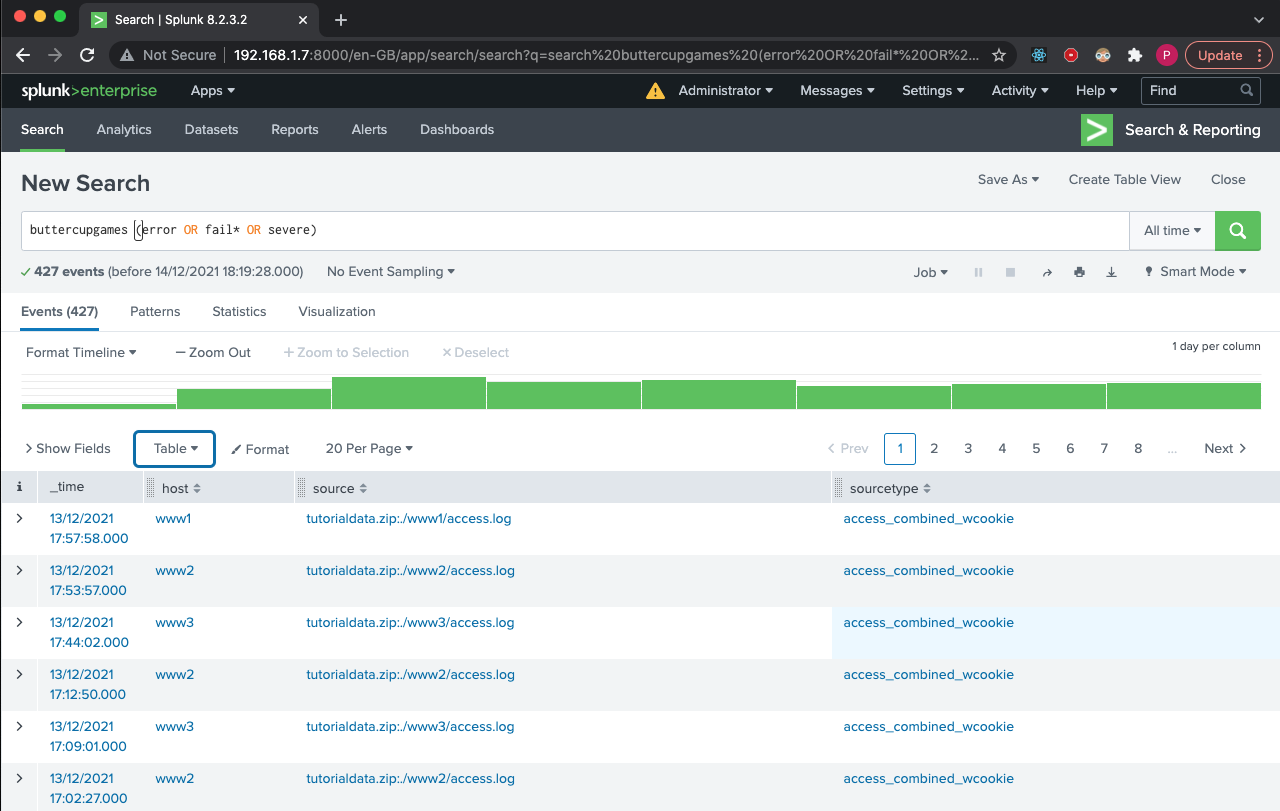 Search | Splunk 8.2.3.2
Not Secure 192.168.1.7:8000/en-GB/app/search/search?q=search%20buttercupgames%20(error%20OR%20fail*%20OR%2... P Update
splunk>enterprise Apps Administrator Messages Settings Activity Help Find
Search Analytics Datasets Reports Alerts Dashboards Search & Reporting
New Search Save As Create Table View Close
buttercupgames (error OR fail* OR severe) All time
427 events (before 14/12/2021 18:19:28.000) No Event Sampling Job Smart Mode
Events (427) Patterns Statistics Visualization
Format Timeline — Zoom Out + Zoom to Selection × Deselect 1 day per column
Show Fields Table Format 20 Per Page Prev 1 2 3 4 5 6 7 8 ... Next
i _time host source sourcetype
13/12/2021 www1 tutorialdata.zip:./www1/access.log access_combined_wcookie
17:57:58.000
13/12/2021 www2 tutorialdata.zip:./www2/access.log access_combined_wcookie
17:53:57.000
13/12/2021 www3 tutorialdata.zip:./www3/access.log access_combined_wcookie
17:44:02.000
13/12/2021 www2 tutorialdata.zip:./www2/access.log access_combined_wcookie
17:12:50.000
13/12/2021 www3 tutorialdata.zip:./www3/access.log access_combined_wcookie
17:09:01.000
13/12/2021 www2 tutorialdata.zip:./www2/access.log access_combined_wcookie
17:02:27.000